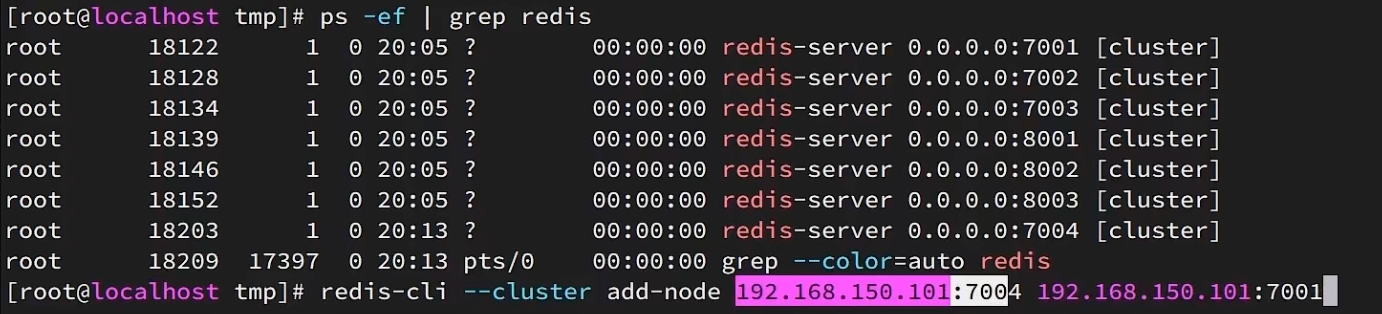 [root@localhost tmp]# ps -ef | grep redis
root       18122       1  0 20:05 ?        00:00:00 redis-server 0.0.0.0:7001 [cluster]
root       18128       1  0 20:05 ?        00:00:00 redis-server 0.0.0.0:7002 [cluster]
root       18134       1  0 20:05 ?        00:00:00 redis-server 0.0.0.0:7003 [cluster]
root       18139       1  0 20:05 ?        00:00:00 redis-server 0.0.0.0:8001 [cluster]
root       18146       1  0 20:05 ?        00:00:00 redis-server 0.0.0.0:8002 [cluster]
root       18152       1  0 20:05 ?        00:00:00 redis-server 0.0.0.0:8003 [cluster]
root       18203       1  0 20:13 ?        00:00:00 redis-server 0.0.0.0:7004 [cluster]
root       18209   17397  0 20:13 pts/0    00:00:00 grep --color=auto redis
[root@localhost tmp]# redis-cli --cluster add-node 192.168.150.101:7004 192.168.150.101:7001